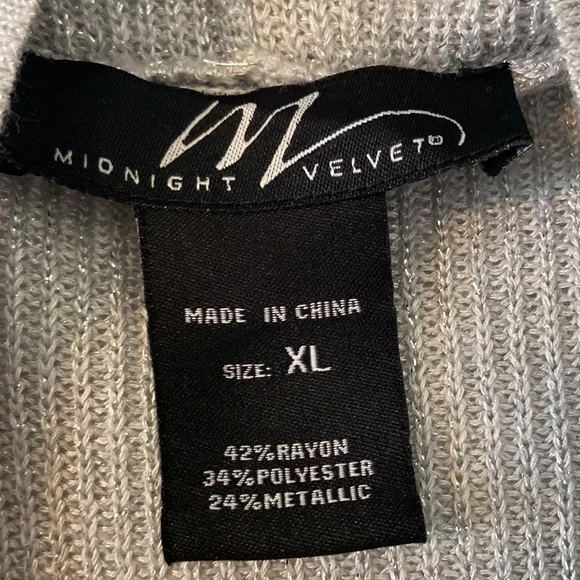 M
MIDNIGHT VELVET®
MADE IN CHINA
SIZE: XL
42%RAYON
34%POLYESTER
24%METALLIC